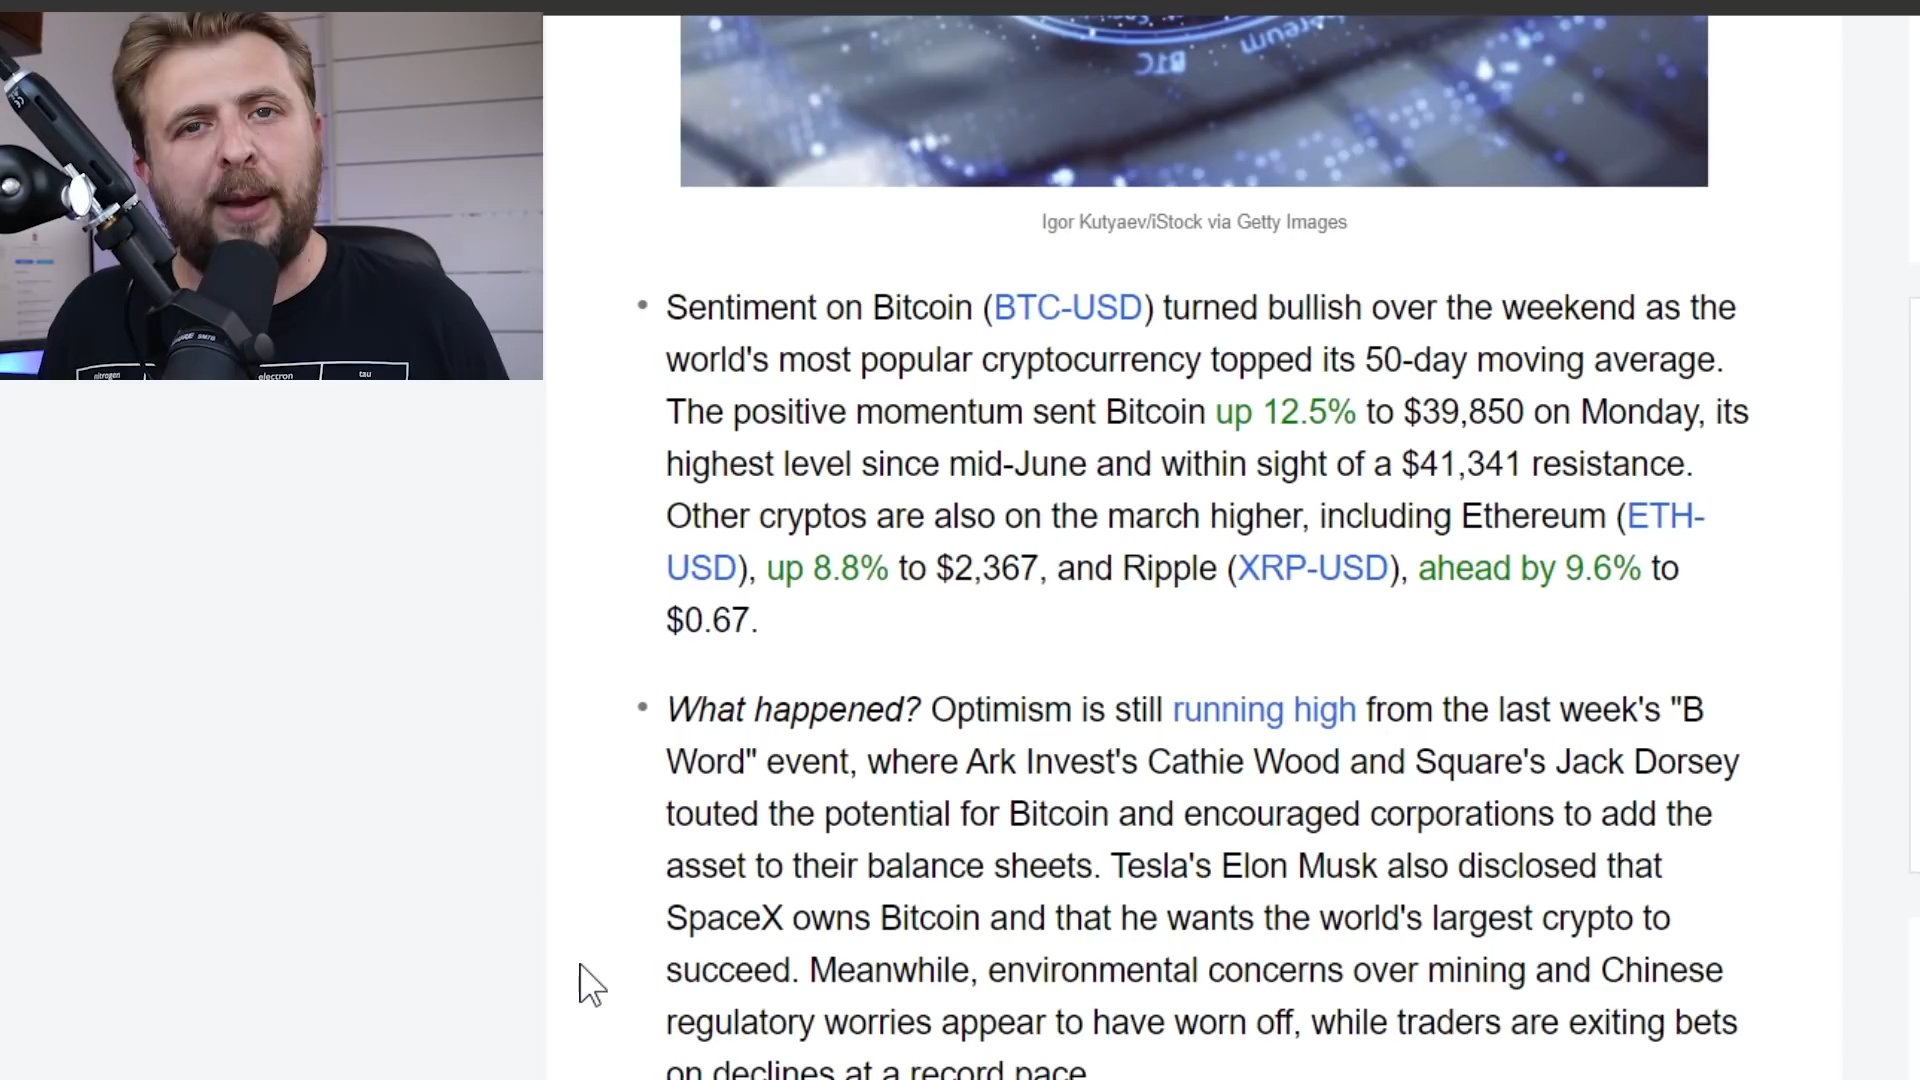 BTC
Igor Kutyaev/iStock via Getty Images
• Sentiment on Bitcoin (BTC-USD) turned bullish over the weekend as the
world's most popular cryptocurrency topped its 50-day moving average.
The positive momentum sent Bitcoin up 12.5% to $39,850 on Monday, its
highest level since mid-June and within sight of a $41,341 resistance.
Other cryptos are also on the march higher, including Ethereum (ETH-
USD), up 8.8% to $2,367, and Ripple (XRP-USD), ahead by 9.6% to
$0.67.
• What happened? Optimism is still running high from the last week's "B
Word" event, where Ark Invest's Cathie Wood and Square's Jack Dorsey
touted the potential for Bitcoin and encouraged corporations to add the
asset to their balance sheets. Tesla's Elon Musk also disclosed that
SpaceX owns Bitcoin and that he wants the world's largest crypto to
succeed. Meanwhile, environmental concerns over mining and Chinese
regulatory worries appear to have worn off, while traders are exiting bets
on declines at a record pace.
nitrogen electron tau